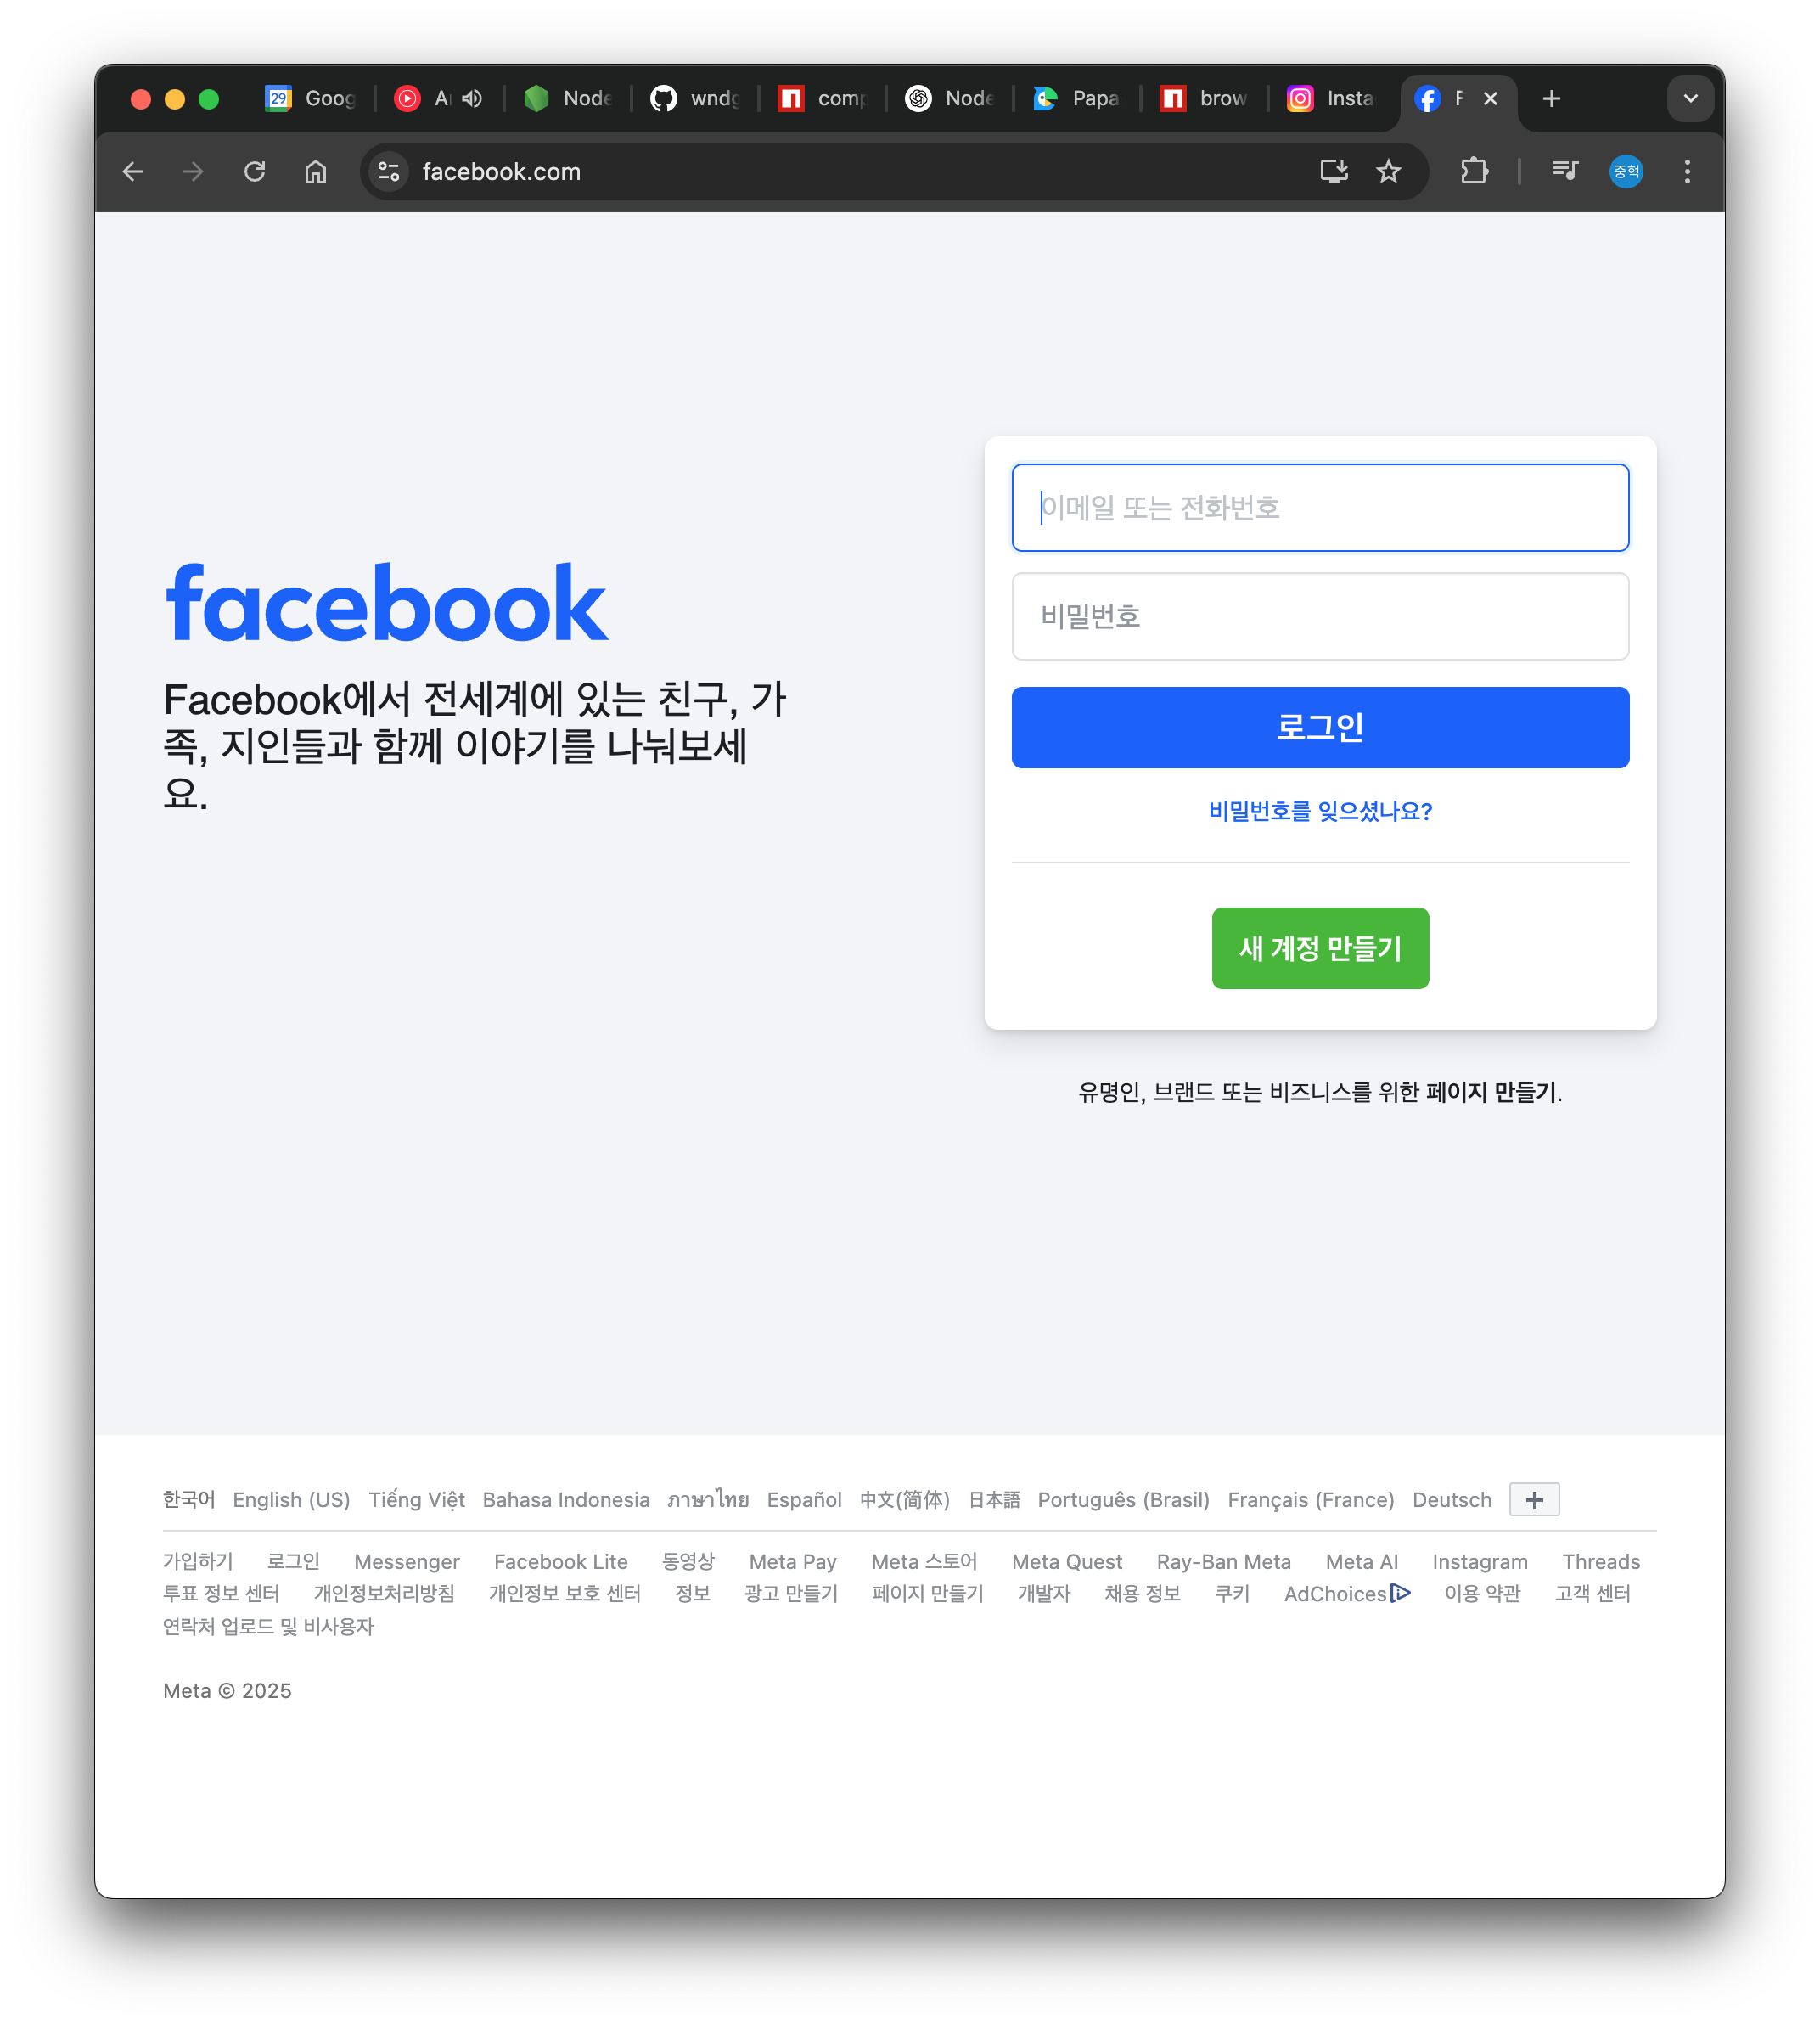 29 Goog A Node wndg comp Node Papa brow Insta F
facebook.com 중혁
facebook
Facebook에서 전세계에 있는 친구, 가
족, 지인들과 함께 이야기를 나눠보세
요.
이메일 또는 전화번호
비밀번호
로그인
비밀번호를 잊으셨나요?
새 계정 만들기
유명인, 브랜드 또는 비즈니스를 위한 페이지 만들기.
한국어 English (US) Tiếng Việt Bahasa Indonesia ภาษาไทย Español 中文(简体) 日本語 Português (Brasil) Français (France) Deutsch
가입하기 로그인 Messenger Facebook Lite 동영상 Meta Pay Meta 스토어 Meta Quest Ray-Ban Meta Meta AI Instagram Threads
투표 정보 센터 개인정보처리방침 개인정보 보호 센터 정보 광고 만들기 페이지 만들기 개발자 채용 정보 쿠키 AdChoices 이용 약관 고객 센터
연락처 업로드 및 비사용자
Meta © 2025